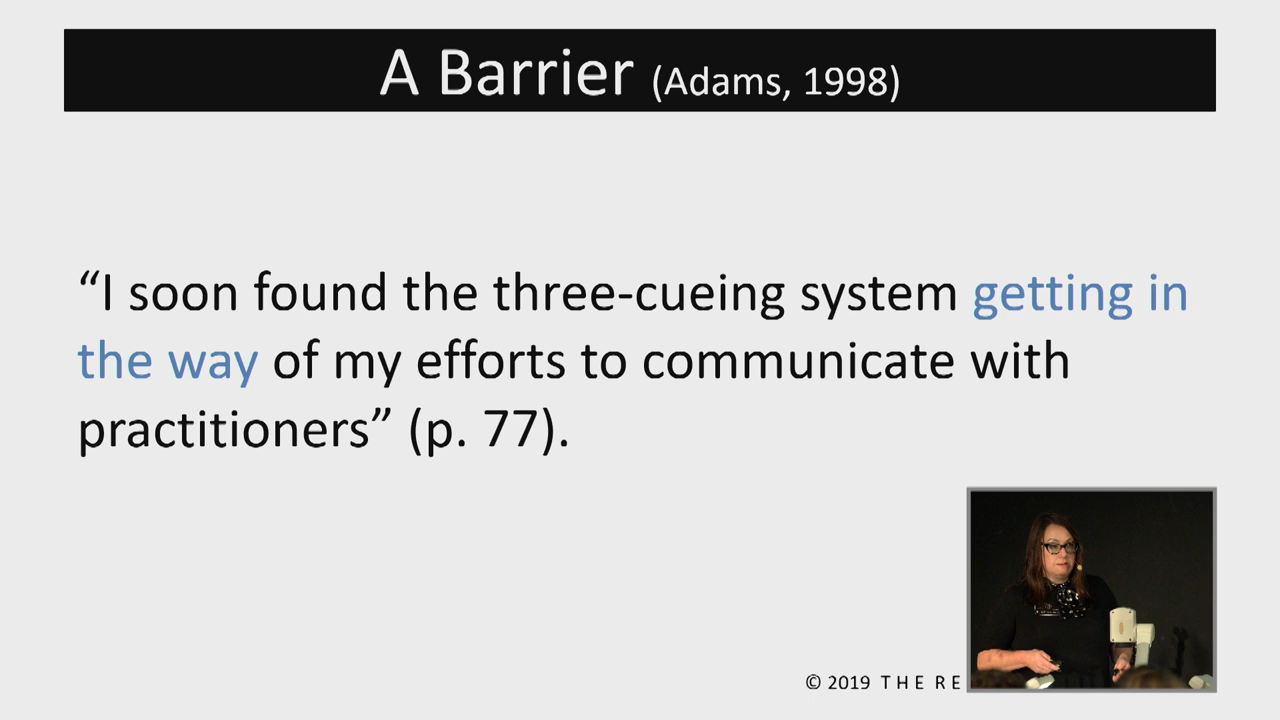 A Barrier (Adams, 1998)
“I soon found the three-cueing system getting in
the way of my efforts to communicate with
practitioners” (p. 77).
© 2019 THE RE